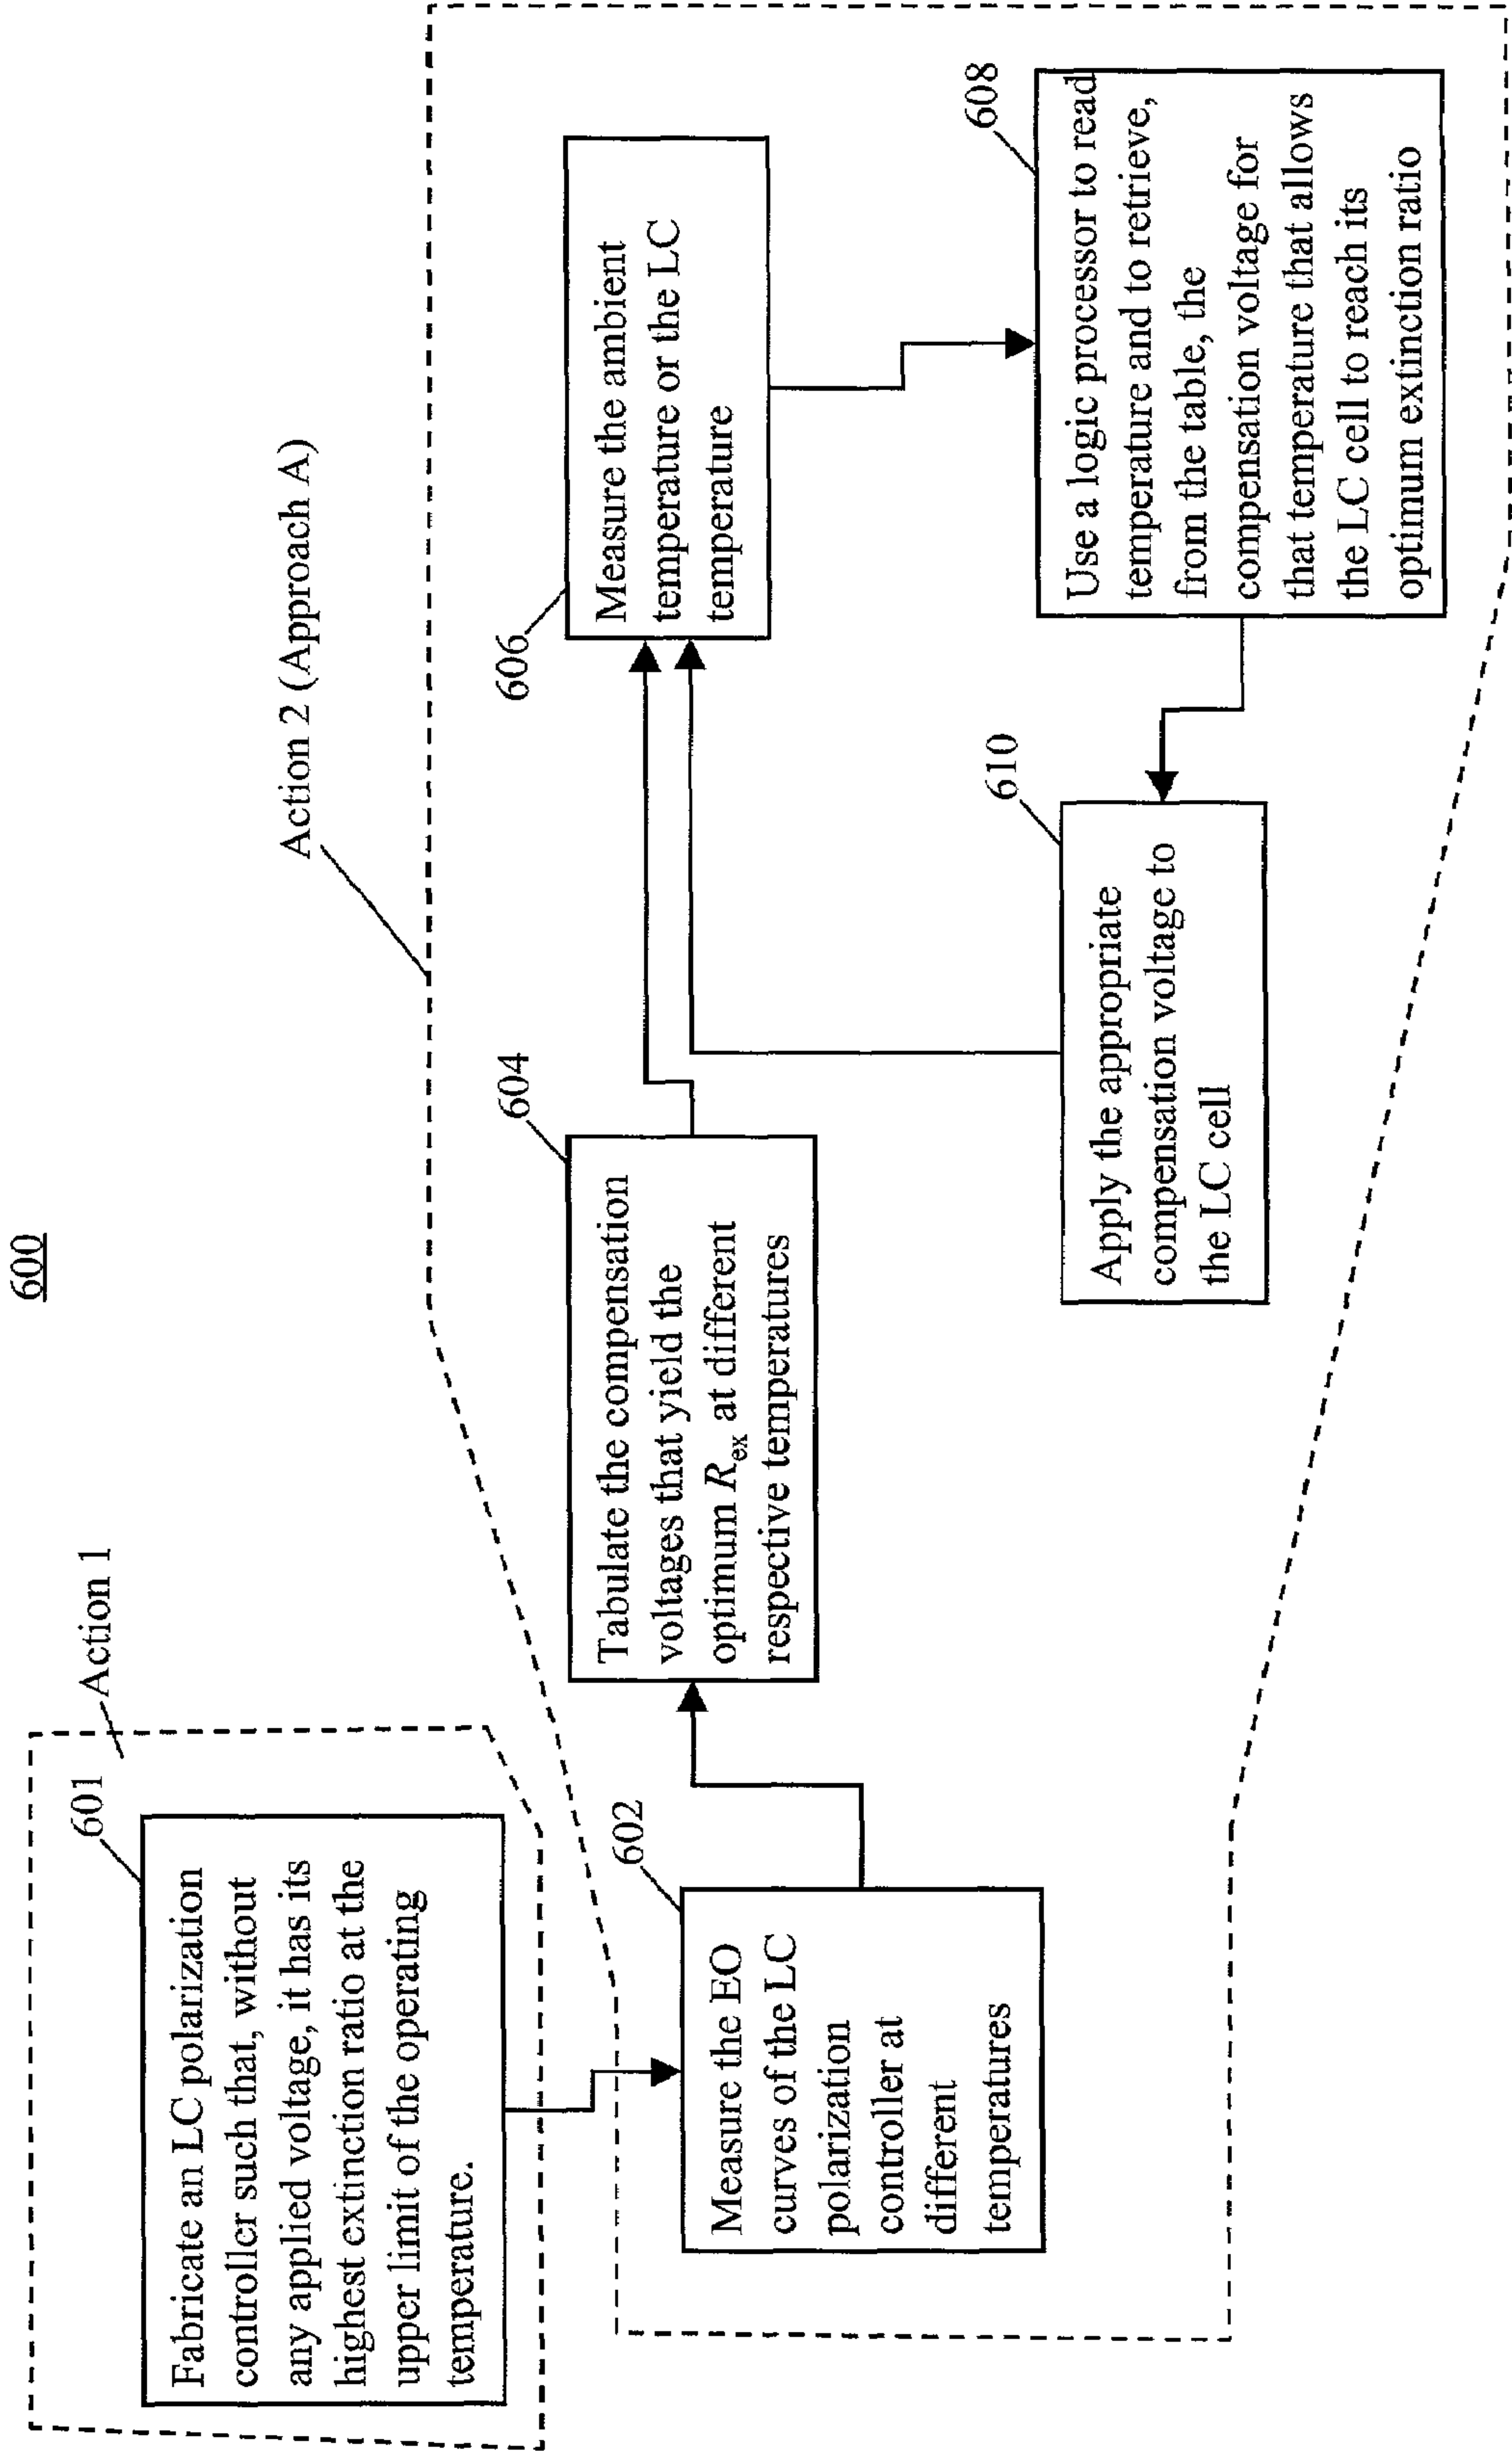 600
Action 1
601
Fabricate an LC polarization
controller such that, without
any applied voltage, it has its
highest extinction ratio at the
upper limit of the operating
temperature.
Action 2 (Approach A)
602
Measure the EO
curves of the LC
polarization
controller at
different
temperatures
604
Tabulate the compensation
voltages that yield the
optimum Rex at different
respective temperatures
606
Measure the ambient
temperature or the LC
temperature
608
Use a logic processor to read
temperature and to retrieve,
from the table, the
compensation voltage for
that temperature that allows
the LC cell to reach its
optimum extinction ratio
610
Apply the appropriate
compensation voltage to
the LC cell